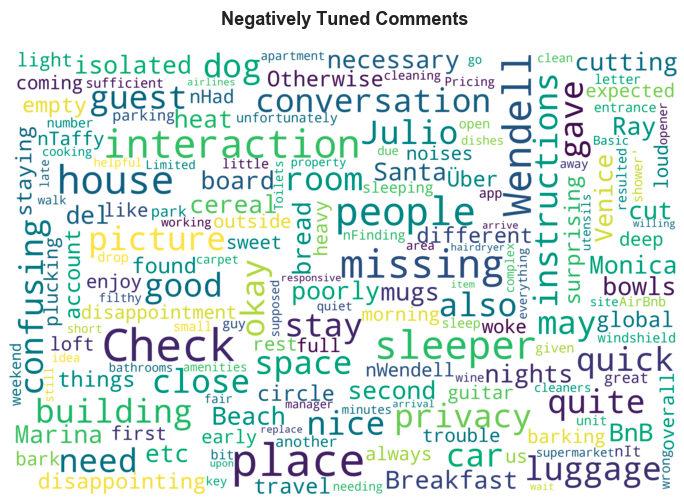 Negatively Tuned Comments
light isolated dog apartment necessary go clean cutting
coming sufficient Otherwise cleaning Pricing letter expected
empty guest nHad parking conversation Wendell instructions gave entrance
number nTaffy heat unfortunately Julio open Ray loud opener
staying cooking interaction noises dishes due Basic
late helpful Limited little Toilets property Santa Über away resulted shower'
walk house board room sleeping app Venice cut
del like park cereal bread heavy people different surprising deep utensils willing
confusing plucking account picture working outside nFinding area hairdryer arrive Monica
drop found carpet sweet missing complex everything site AirBnb bowls
enjoy filthy good okay poorly mugs also item may global
disappointment responsive quiet morning windshield
short small guy supposed stay woke sleep given
loft Check rest full sleeper quick great
weekend still idea bathrooms amenities space nWendell wine nights cleaners
things close fair circle second guitar quite overall
building manager minutes arrival privacy unit
Marina first early Beach nice another trouble barking BnB
bark need etc bit replace place always car us supermarket nIt wrong
disappointing key upon travel needing Breakfast luggage wait